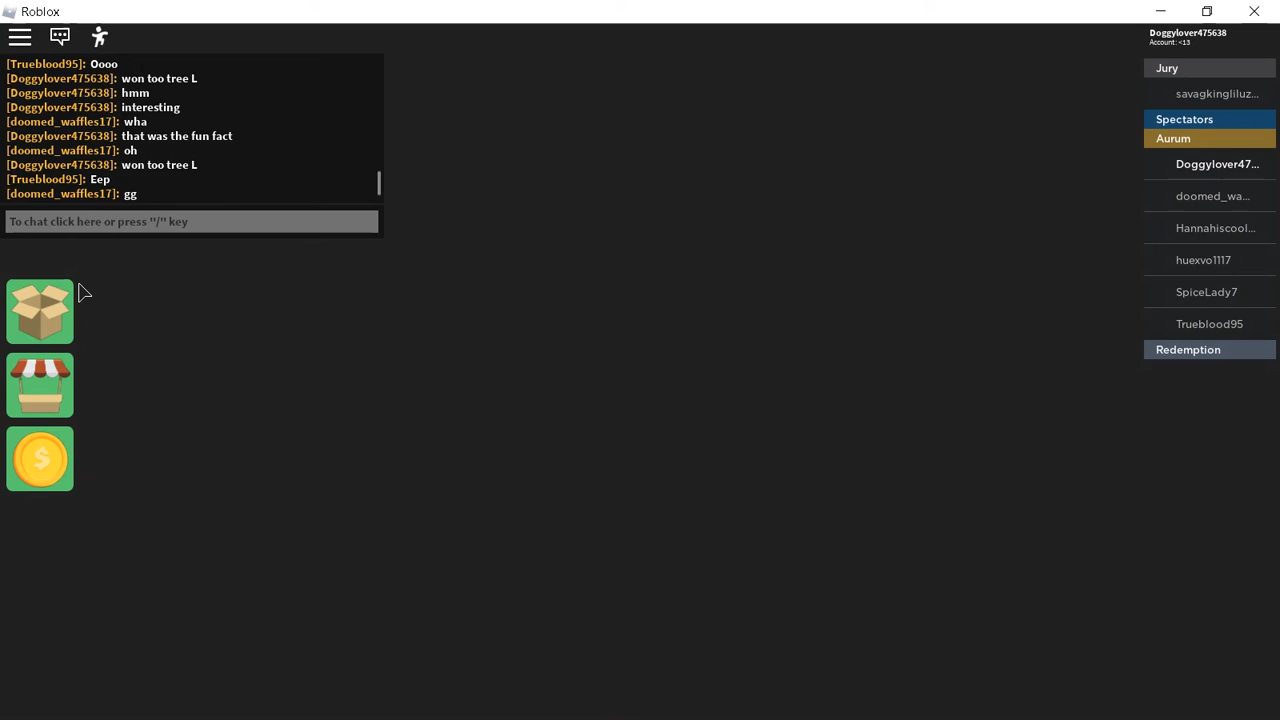 Roblox
Doggylover475638
Account: <13
[Trueblood95]: Oooo
[Doggylover475638]: won too tree L
[Doggylover475638]: hmm
[Doggylover475638]: interesting
[doomed_waffles17]: wha
[Doggylover475638]: that was the fun fact
[doomed_waffles17]: oh
[Doggylover475638]: won too tree L
[Trueblood95]: Eep
[doomed_waffles17]: gg
To chat click here or press "/" key
Jury
savagkingliluz...
Spectators
Aurum
Doggylover47...
doomed_wa...
Hannahiscool...
huexvo1117
SpiceLady7
Trueblood95
Redemption
$